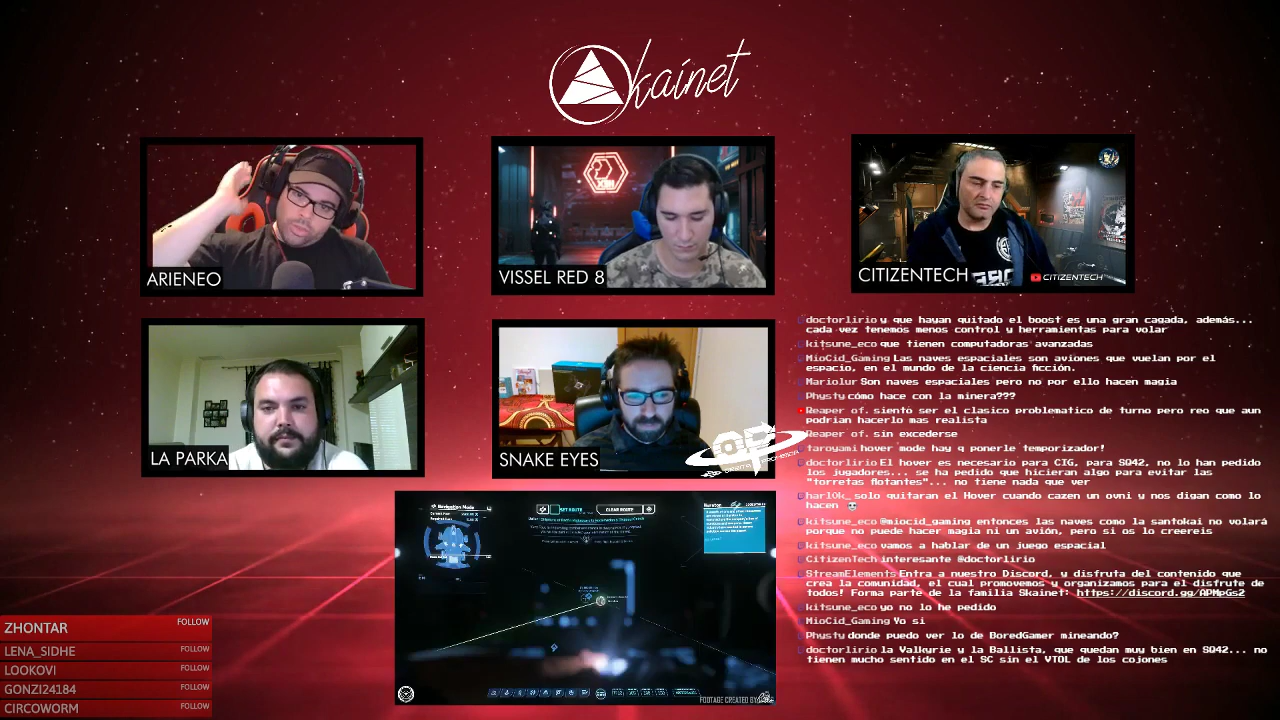 kainet
ARIENEO
VISSEL RED 8
CITIZENTECH
CITIZENTECH
LA PARKA
SNAKE EYES
OP
doctorlirio y que hayan quitado el boost es una gran cagada, además...
cada vez tenemos menos control y herramientas para volar
kitsune_eco que tienen computadoras avanzadas
MioCid_Gaming Las naves espaciales son aviones que vuelan por el
espacio, en el mundo de la ciencia ficción.
Mariolur Son naves espaciales pero no por ello hacen magia
Physty cómo hace con la minera???
Reaper of. siento ser el clasico problematico de turno pero reo que aun
podrian hacerlo mas realista
Reaper of. sin excederse
taroyami hover mode hay q ponerle temporizador!
doctorlirio El hover es necesario para CIG, para SQ42, no lo han pedido
los jugadores... se ha pedido que hicieran algo para evitar las
"torretas flotantes"... no tiene nada que ver
harl0k_ solo quitaran el Hover cuando cazen un ovni y nos digan como lo
hacen
kitsune_eco @miocid_gaming entonces las naves como la santokai no volará
porque no puede hacer magia ni un avión, pero si os lo creereis
kitsune_eco vamos a hablar de un juego espacial
CitizenTech interesante @doctorlirio
StreamElements Entra a nuestro Discord, y disfruta del contenido que
crea la comunidad, el cual promovemos y organizamos para el disfrute de
todos! Forma parte de la familia Skainet: https://discord.gg/APMpGs2
kitsune_eco yo no lo he pedido
MioCid_Gaming Yo si
Physty donde puedo ver lo de BoredGamer mineando?
doctorlirio la Valkyrie y la Ballista, que quedan muy bien en SQ42... no
tienen mucho sentido en el SC sin el VTOL de los cojones
Navigation Mode
SET ROUTE
CLEAR ROUTE
FOOTAGE CREATED BY
ZHONTAR FOLLOW
LENA_SIDHE FOLLOW
LOOKOVI FOLLOW
GONZI24184 FOLLOW
CIRCOWORM FOLLOW